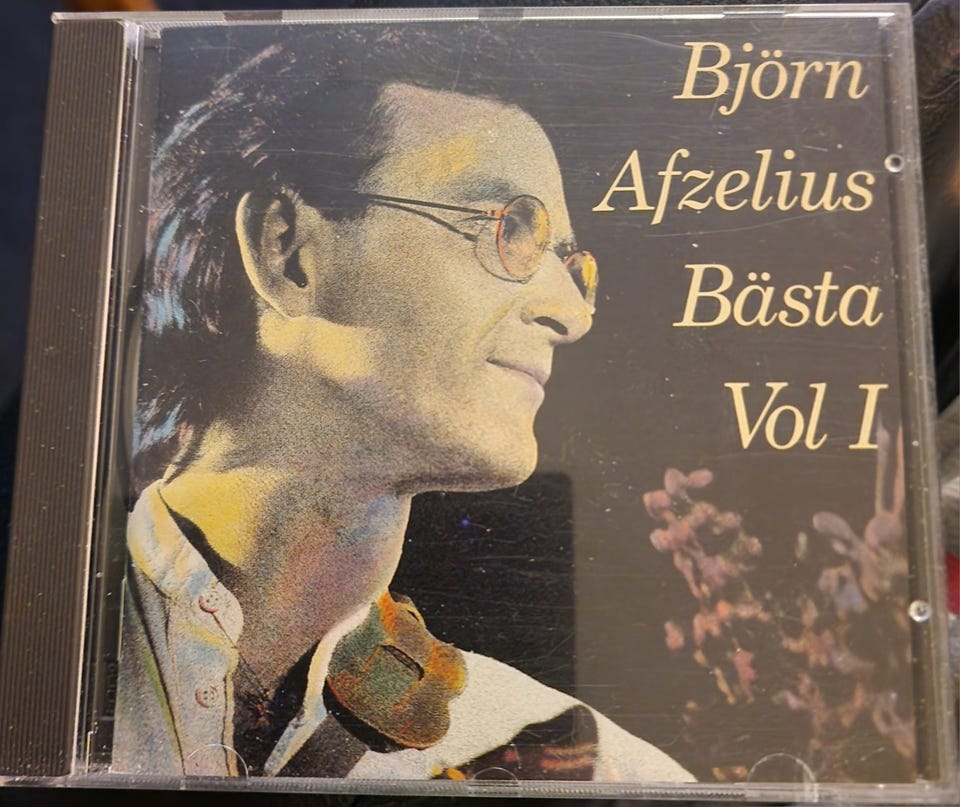 Björn
Afzelius
Bästa
Vol I